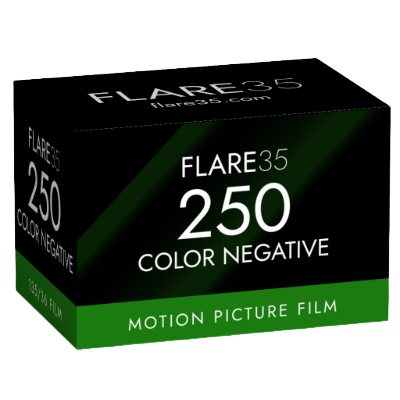 FLARE35
flare35.com
FLARE35
250
COLOR NEGATIVE
MOTION PICTURE FILM
FLARE35
250
COLOR NEGATIVE
135/36 FILM